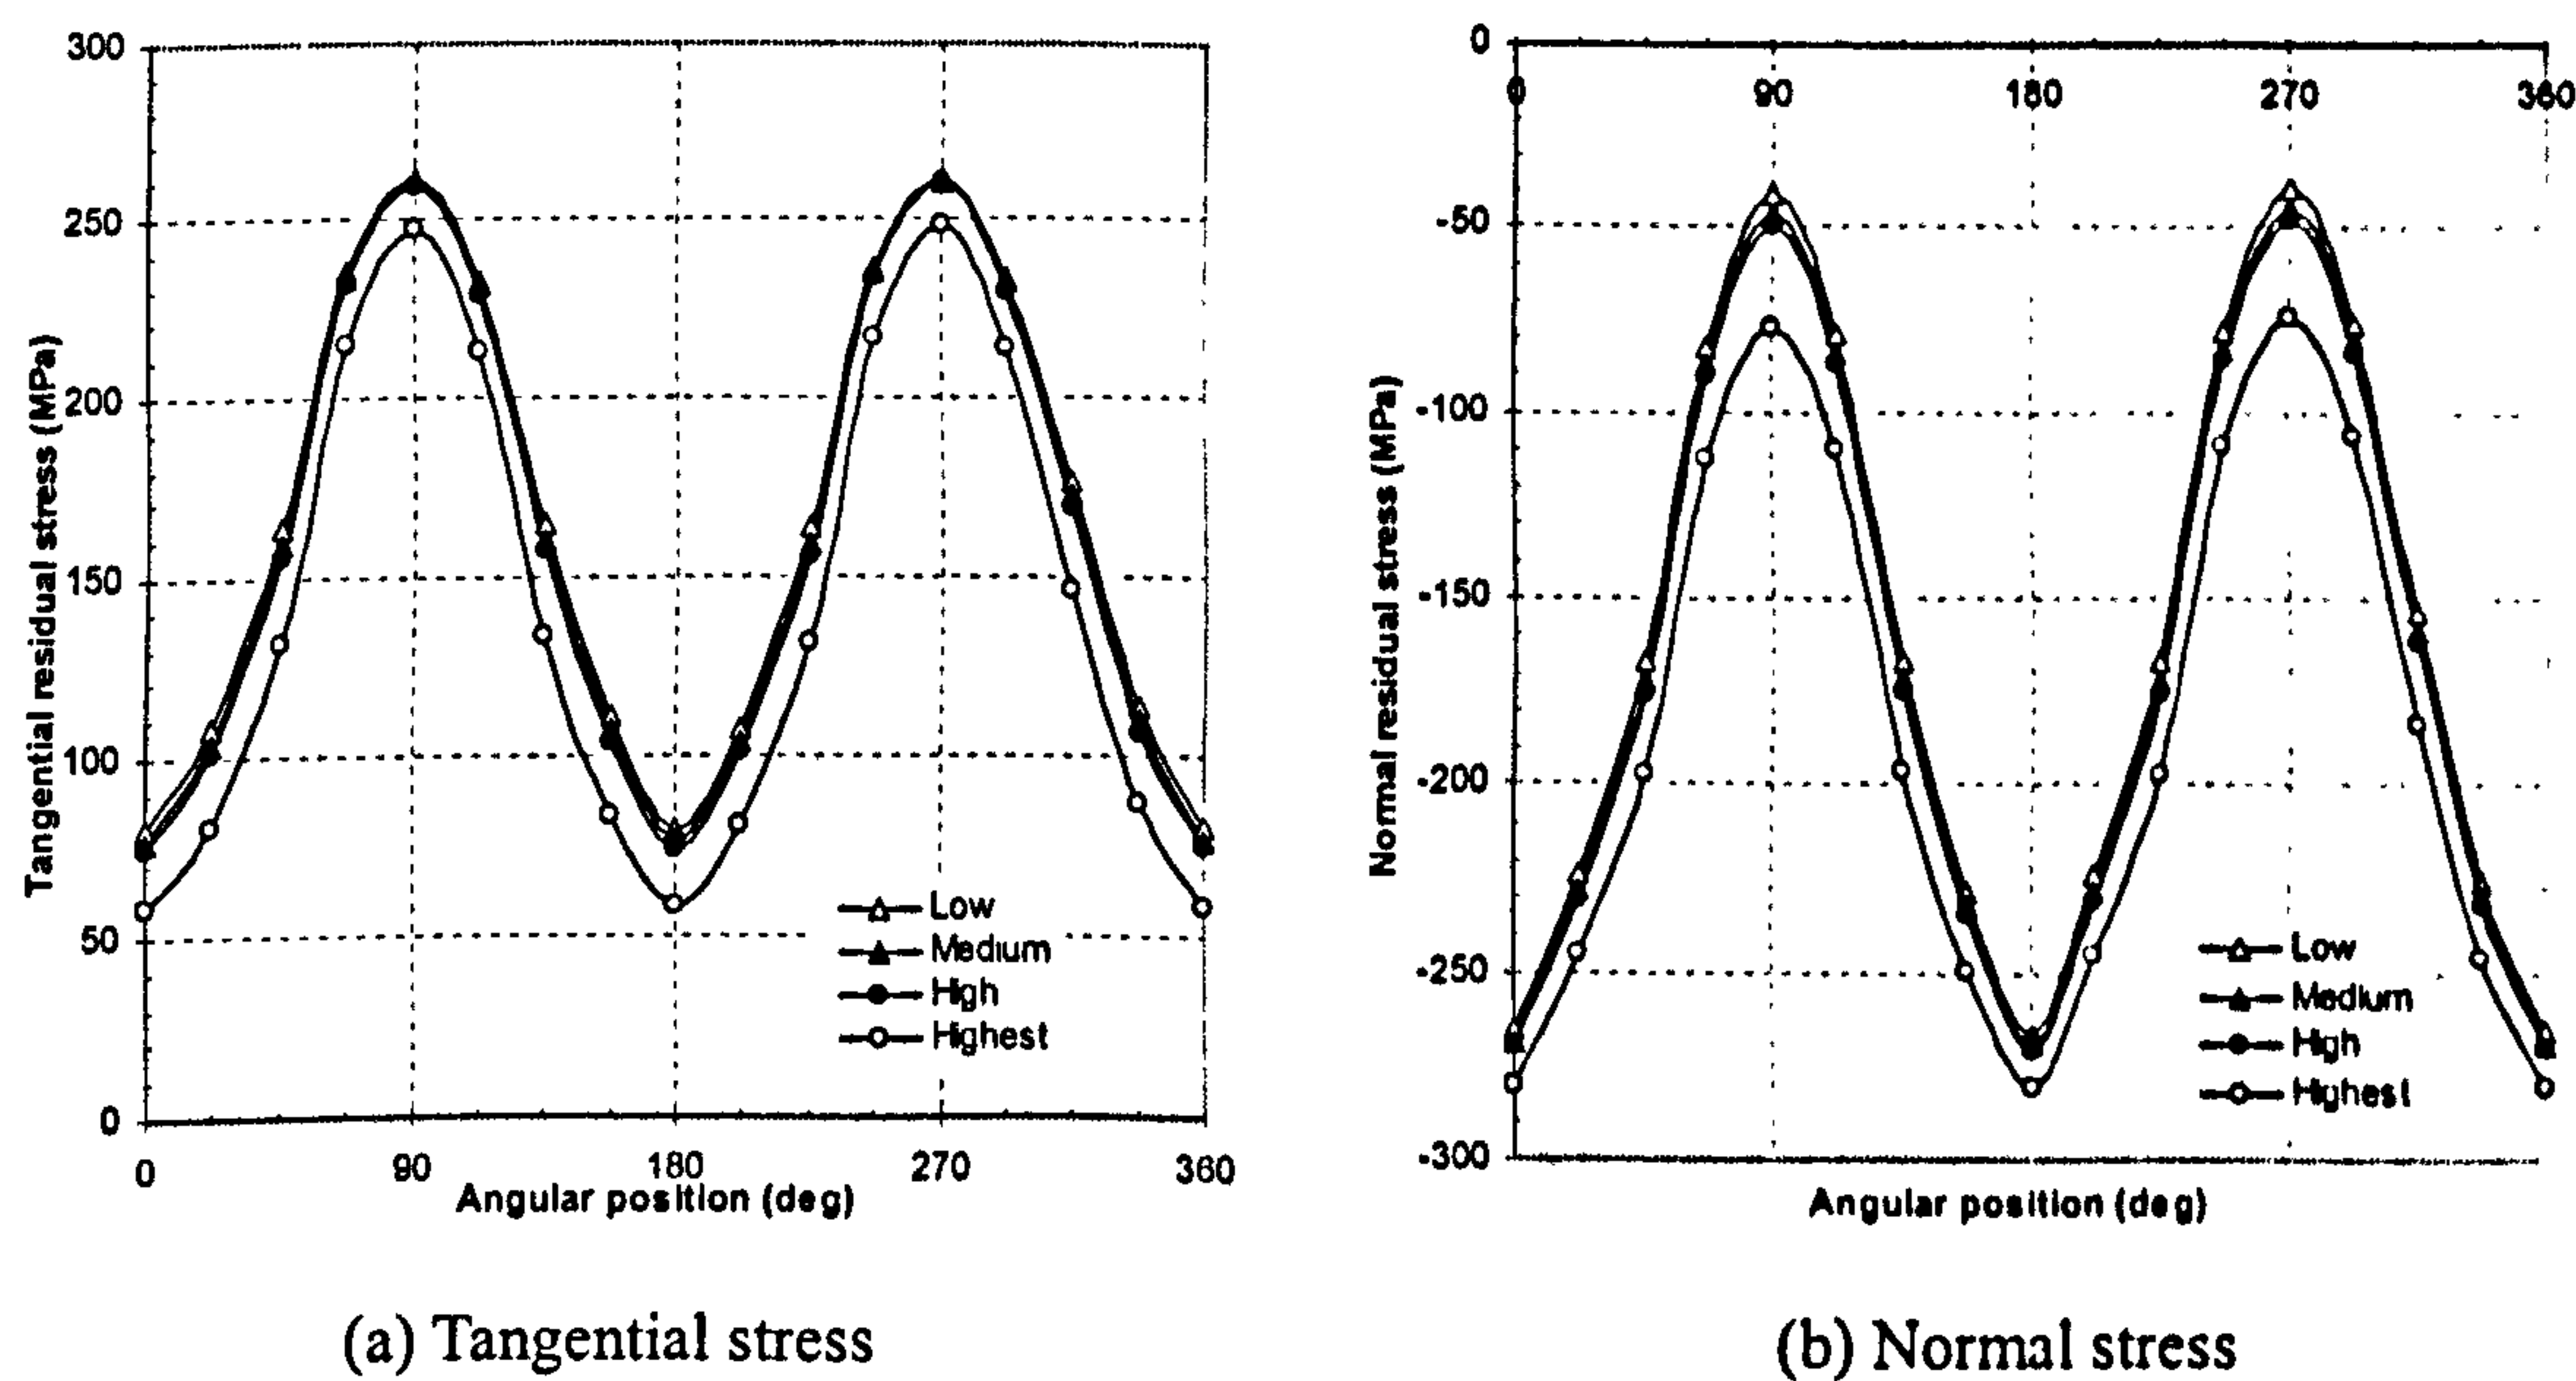 300
250
200
150
100
50
0
Tangential residual stress (MPa)
0
90
180
270
360
Angular position (deg)
Low
Medium
High
Highest
(a) Tangential stress
0
-50
-100
-150
-200
-250
-300
Normal residual stress (MPa)
0
90
180
270
360
Angular position (deg)
Low
Medium
High
Highest
(b) Normal stress